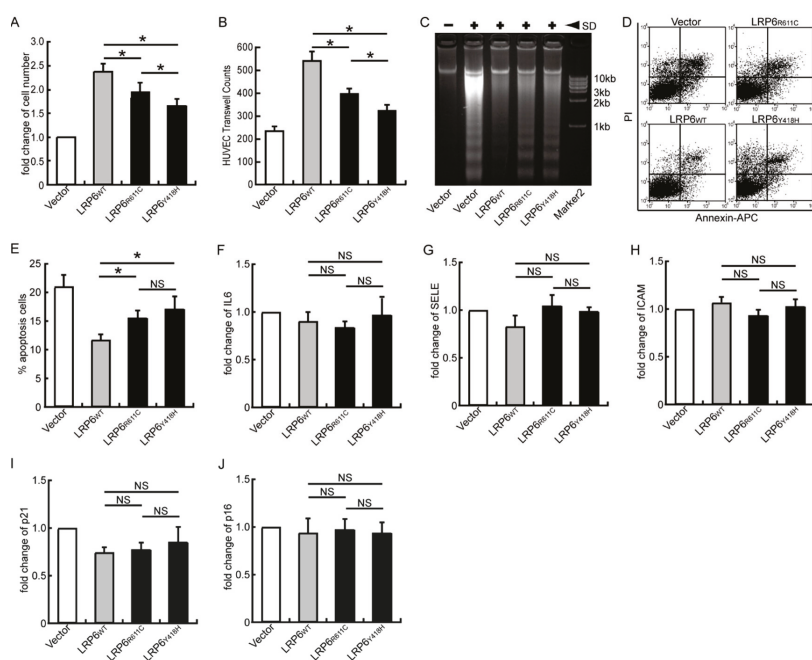 A
fold change of cell number
2.5
2.0
1.5
1.0
0.5
0
Vector
LRP6WT
LRP6R611C
LRP6Y418H
*
*
*
B
HUVEC Transwell Counts
600
500
400
300
200
100
0
Vector
LRP6WT
LRP6R611C
LRP6Y418H
*
*
*
C
– + + + + ◄SD
10kb
3kb
2kb
1kb
Vector
Vector
LRP6WT
LRP6R611C
LRP6Y418H
Marker2
D
Vector
LRP6R611C
LRP6WT
LRP6Y418H
PI
Annexin-APC
E
% apoptosis cells
25
20
15
10
5
0
Vector
LRP6WT
LRP6R611C
LRP6Y418H
*
*
NS
F
fold change of IL6
1.5
1.0
0.5
0
Vector
LRP6WT
LRP6R611C
LRP6Y418H
NS
NS
NS
G
fold change of SELE
1.5
1.0
0.5
0
Vector
LRP6WT
LRP6R611C
LRP6Y418H
NS
NS
NS
H
fold change of ICAM
1.5
1.0
0.5
0
Vector
LRP6WT
LRP6R611C
LRP6Y418H
NS
NS
NS
I
fold change of p21
1.5
1.0
0.5
0
Vector
LRP6WT
LRP6R611C
LRP6Y418H
NS
NS
NS
J
fold change of p16
1.5
1.0
0.5
0
Vector
LRP6WT
LRP6R611C
LRP6Y418H
NS
NS
NS